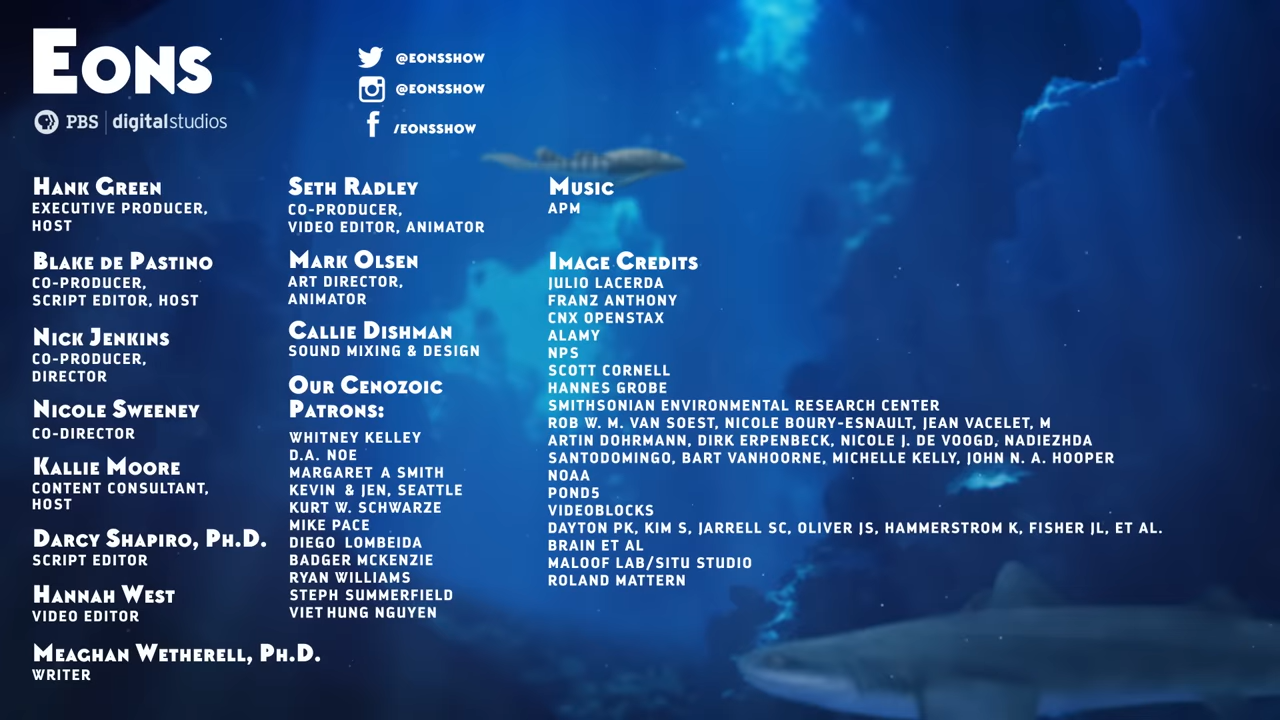 EONS
PBS | digitalstudios
@EONSSHOW
@EONSSHOW
/EONSSHOW
HANK GREEN
EXECUTIVE PRODUCER,
HOST
BLAKE DE PASTINO
CO-PRODUCER,
SCRIPT EDITOR, HOST
NICK JENKINS
CO-PRODUCER,
DIRECTOR
NICOLE SWEENEY
CO-DIRECTOR
KALLIE MOORE
CONTENT CONSULTANT,
HOST
DARCY SHAPIRO, PH.D.
SCRIPT EDITOR
HANNAH WEST
VIDEO EDITOR
MEAGHAN WETHERELL, PH.D.
WRITER
SETH RADLEY
CO-PRODUCER,
VIDEO EDITOR, ANIMATOR
MARK OLSEN
ART DIRECTOR,
ANIMATOR
CALLIE DISHMAN
SOUND MIXING & DESIGN
OUR CENOZOIC
PATRONS:
WHITNEY KELLEY
D.A. NOE
MARGARET A SMITH
KEVIN & JEN, SEATTLE
KURT W. SCHWARZE
MIKE PACE
DIEGO LOMBEIDA
BADGER MCKENZIE
RYAN WILLIAMS
STEPH SUMMERFIELD
VIET HUNG NGUYEN
MUSIC
APM
IMAGE CREDITS
JULIO LACERDA
FRANZ ANTHONY
CNX OPENSTAX
ALAMY
NPS
SCOTT CORNELL
HANNES GROBE
SMITHSONIAN ENVIRONMENTAL RESEARCH CENTER
ROB W. M. VAN SOEST, NICOLE BOURY-ESNAULT, JEAN VACELET, M
ARTIN DOHRMANN, DIRK ERPENBECK, NICOLE J. DE VOOGD, NADIEZHDA
SANTODOMINGO, BART VANHOORNE, MICHELLE KELLY, JOHN N. A. HOOPER
NOAA
POND5
VIDEOBLOCKS
DAYTON PK, KIM S, JARRELL SC, OLIVER JS, HAMMERSTROM K, FISHER JL, ET AL.
BRAIN ET AL
MALOOF LAB/SITU STUDIO
ROLAND MATTERN